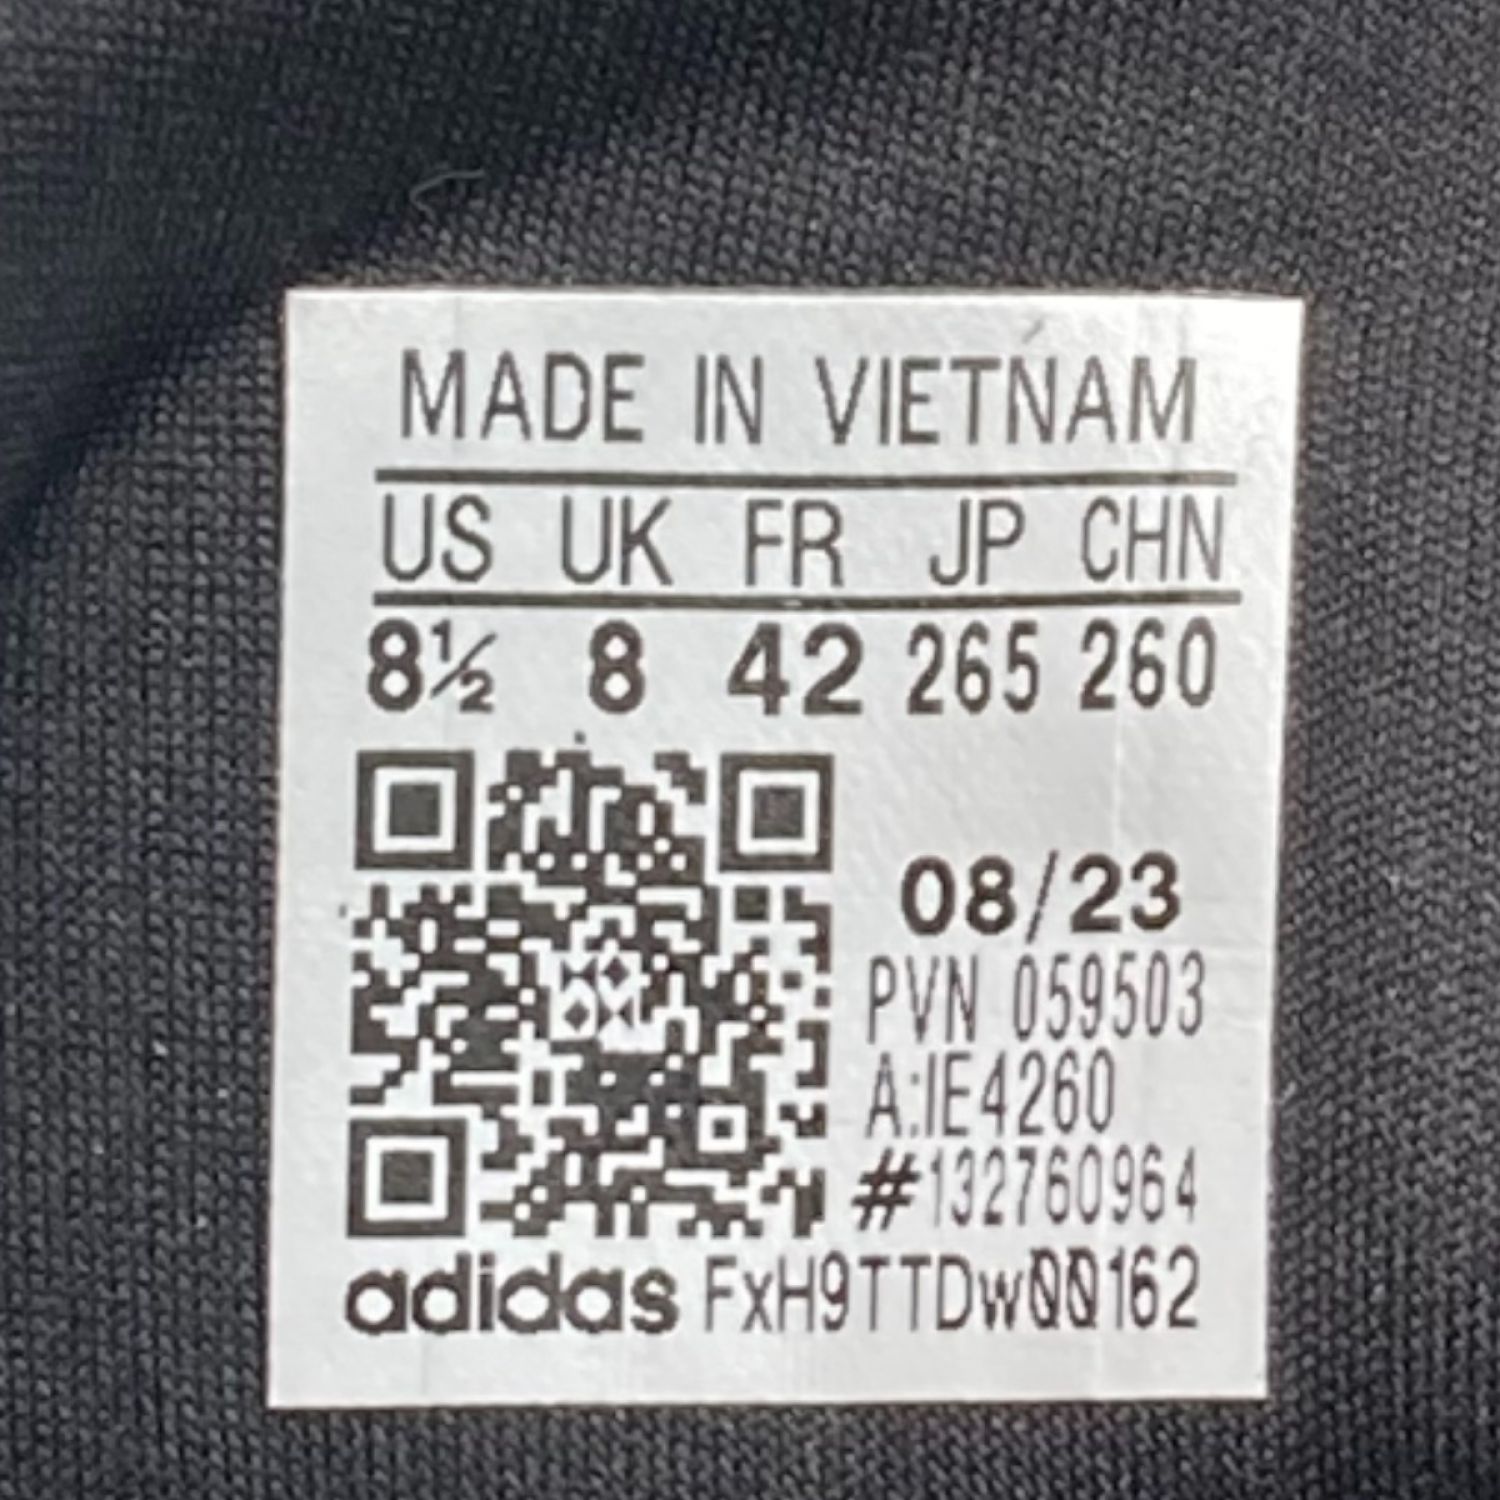 MADE IN VIETNAM
US UK FR JP CHN
8½ 8 42 265 260
08/23
PVN 059503
A:IE4260
#132760964
adidas FxH9TTDw00162